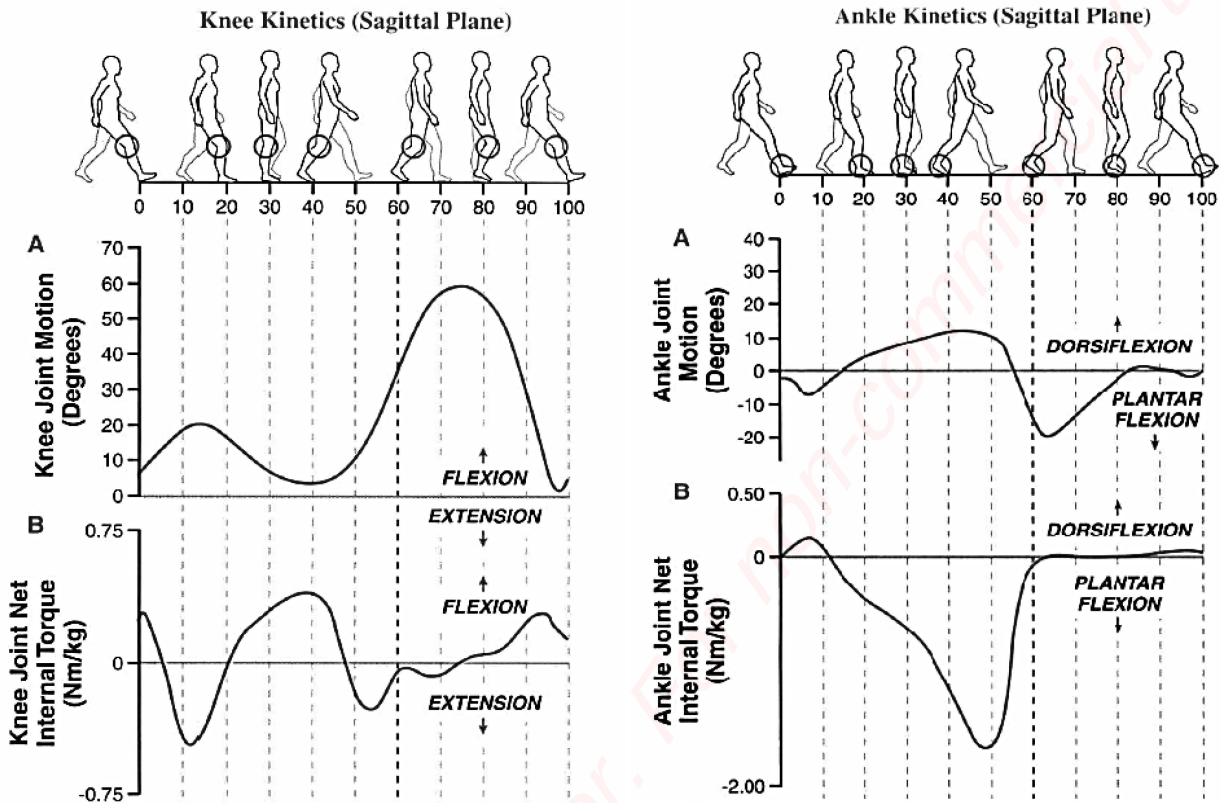 Knee Kinetics (Sagittal Plane)
0 10 20 30 40 50 60 70 80 90 100
A
Knee Joint Motion
(Degrees)
70
60
50
40
30
20
10
0
FLEXION
EXTENSION
B
Knee Joint Net
Internal Torque
(Nm/kg)
0.75
0
-0.75
FLEXION
EXTENSION
Ankle Kinetics (Sagittal Plane)
0 10 20 30 40 50 60 70 80 90 100
A
Ankle Joint
Motion
(Degrees)
40
30
20
10
0
-10
-20
DORSIFLEXION
PLANTAR
FLEXION
B
Ankle Joint Net
Internal Torque
(Nm/kg)
0.50
0
-2.00
DORSIFLEXION
PLANTAR
FLEXION
non-commercial